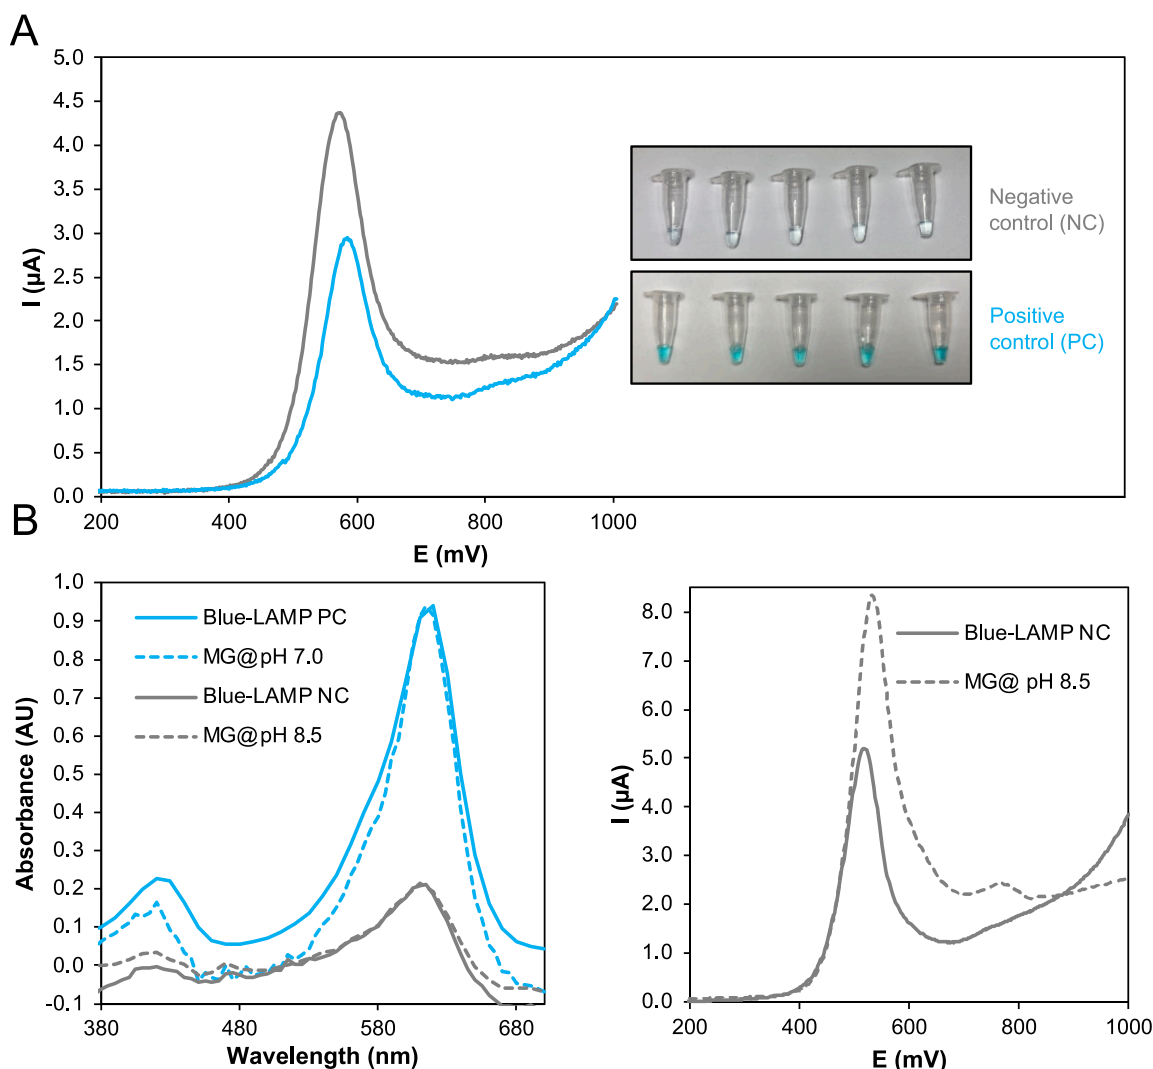 A
5.0
4.5
4.0
3.5
3.0
2.5
2.0
1.5
1.0
0.5
0.0
I (µA)
200
400
600
800
1000
E (mV)
Negative
control (NC)
Positive
control (PC)
B
1.0
0.9
0.8
0.7
0.6
0.5
0.4
0.3
0.2
0.1
0.0
-0.1
Absorbance (AU)
Blue-LAMP PC
MG@pH 7.0
Blue-LAMP NC
MG@pH 8.5
380
480
580
680
Wavelength (nm)
8.0
7.0
6.0
5.0
4.0
3.0
2.0
1.0
0.0
I (µA)
Blue-LAMP NC
MG@ pH 8.5
200
400
600
800
1000
E (mV)